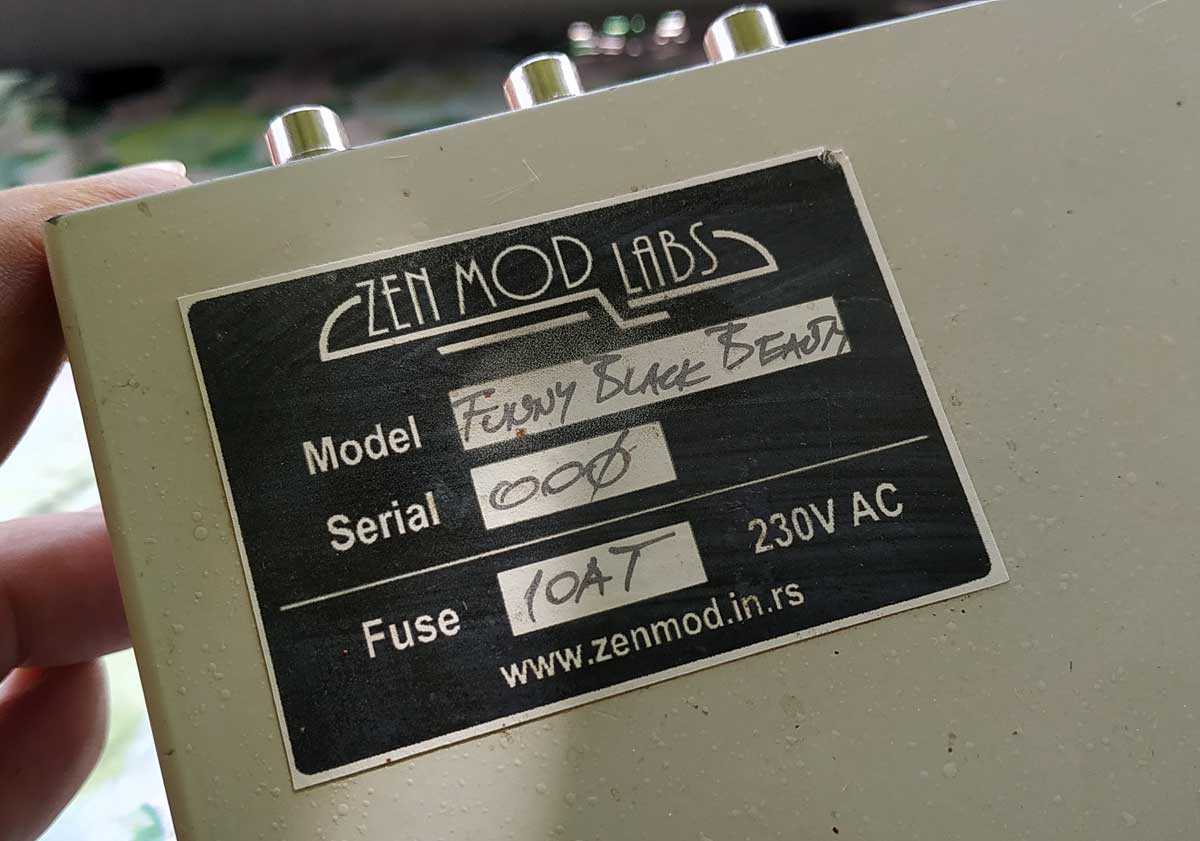 ZEN MOD LABS
Model FUNNY BLACK BEAUTY
Serial 000
Fuse 10AT 230V AC
www.zenmod.in.rs